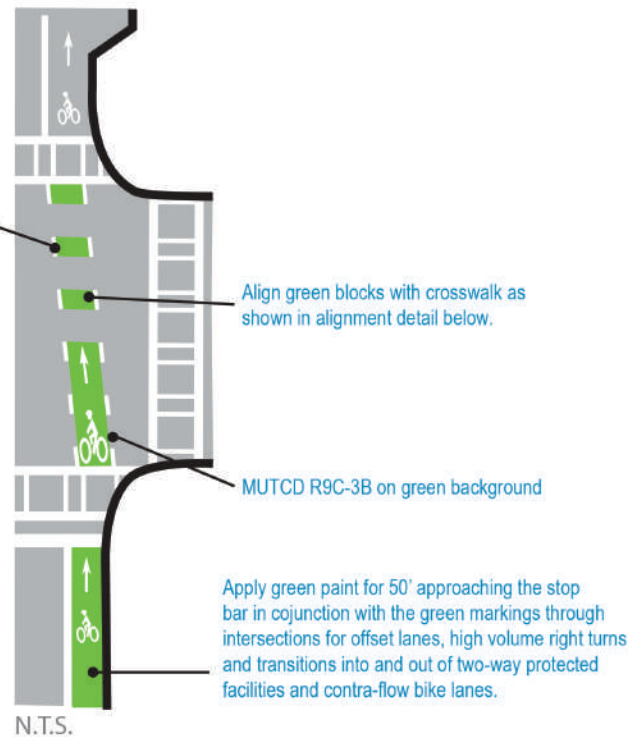 Align green blocks with crosswalk as
shown in alignment detail below.
MUTCD R9C-3B on green background
Apply green paint for 50’ approaching the stop
bar in cojunction with the green markings through
intersections for offset lanes, high volume right turns
and transitions into and out of two-way protected
facilities and contra-flow bike lanes.
N.T.S.